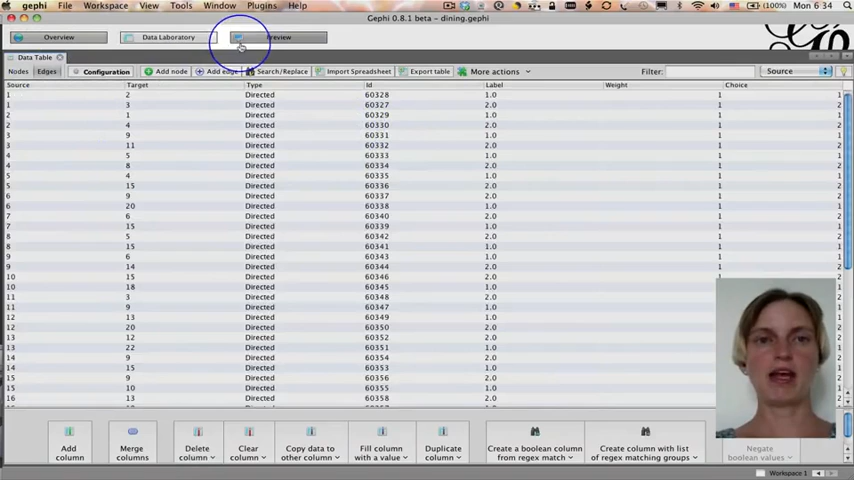 gephi File Workspace View Tools Window Plugins Help (100%) Mon 6 34
Gephi 0.8.1 beta - dining.gephi
Overview Data Laboratory Preview
Data Table
Nodes Edges Configuration Add node Add edge Search/Replace Import Spreadsheet Export table More actions Filter: Source
Source Target Type Id Label Weight Choice
1 2 Directed 60328 1.0 1 1
1 3 Directed 60327 2.0 1 2
2 1 Directed 60329 1.0 1 1
2 4 Directed 60330 2.0 1 2
3 9 Directed 60331 1.0 1 1
3 11 Directed 60332 2.0 1 2
4 5 Directed 60333 1.0 1 1
4 8 Directed 60334 2.0 1 2
5 4 Directed 60335 1.0 1 1
5 15 Directed 60336 2.0 1 2
6 9 Directed 60337 2.0 1 2
6 20 Directed 60338 1.0 1 1
7 6 Directed 60340 2.0 1 2
7 15 Directed 60339 1.0 1 1
8 5 Directed 60342 2.0 1 2
8 15 Directed 60341 1.0 1 1
9 6 Directed 60343 1.0 1 1
9 14 Directed 60344 2.0 1 2
10 15 Directed 60346 2.0 1 2
10 18 Directed 60345 1.0 1
11 3 Directed 60348 2.0
11 9 Directed 60347 1.0
12 13 Directed 60349 1.0
12 20 Directed 60350 2.0
13 12 Directed 60352 2.0
13 22 Directed 60351 1.0
14 9 Directed 60354 2.0
14 15 Directed 60353 1.0
15 9 Directed 60356 2.0
15 10 Directed 60355 1.0
16 13 Directed 60358 2.0
Add column
Merge columns
Delete column
Clear column
Copy data to other column
Fill column with a value
Duplicate column
Create a boolean column from regex match
Create column with list of regex matching groups
Negate boolean values
Workspace 1